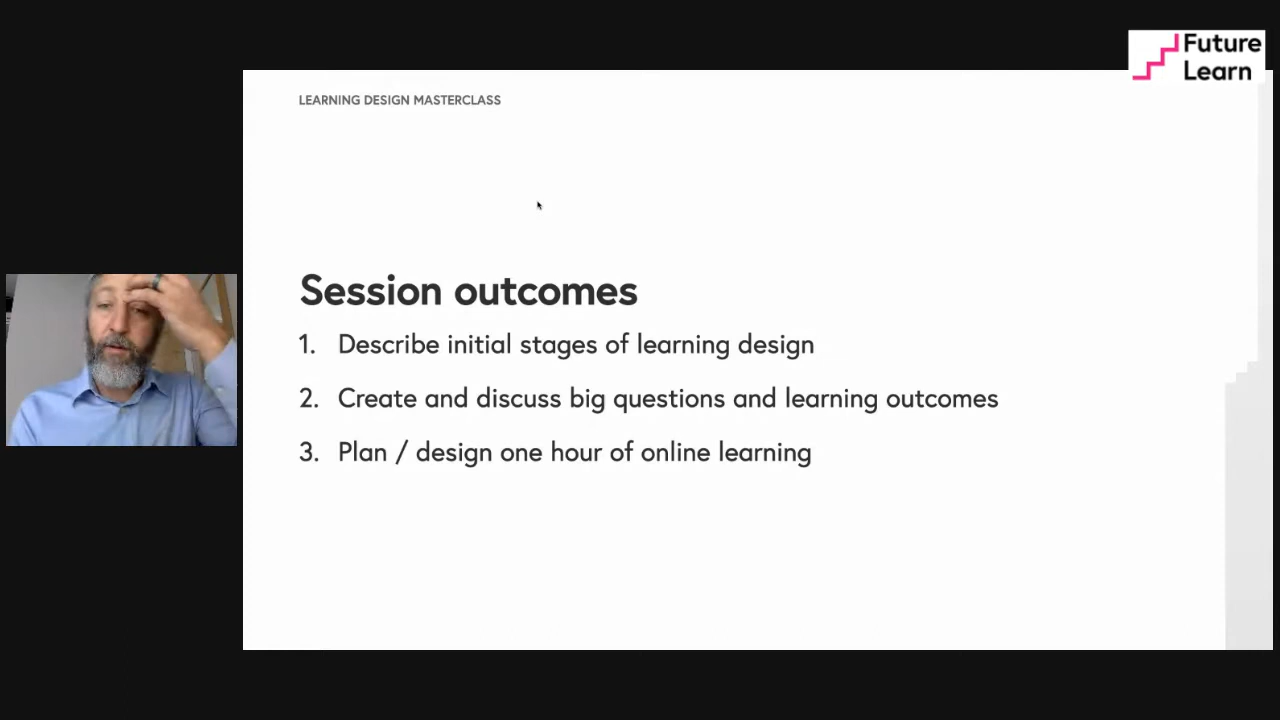 Future
Learn
LEARNING DESIGN MASTERCLASS
Session outcomes
1. Describe initial stages of learning design
2. Create and discuss big questions and learning outcomes
3. Plan / design one hour of online learning